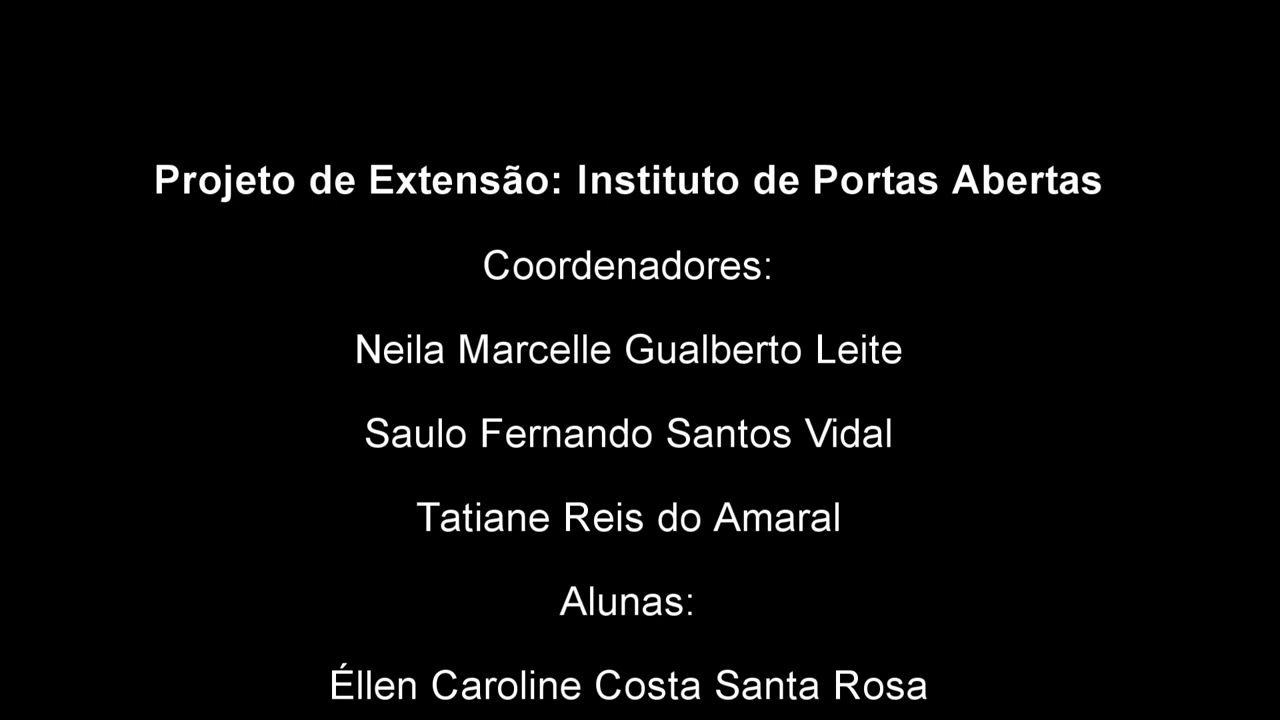 Projeto de Extensão: Instituto de Portas Abertas
Coordenadores:
Neila Marcelle Gualberto Leite
Saulo Fernando Santos Vidal
Tatiane Reis do Amaral
Alunas:
Éllen Caroline Costa Santa Rosa